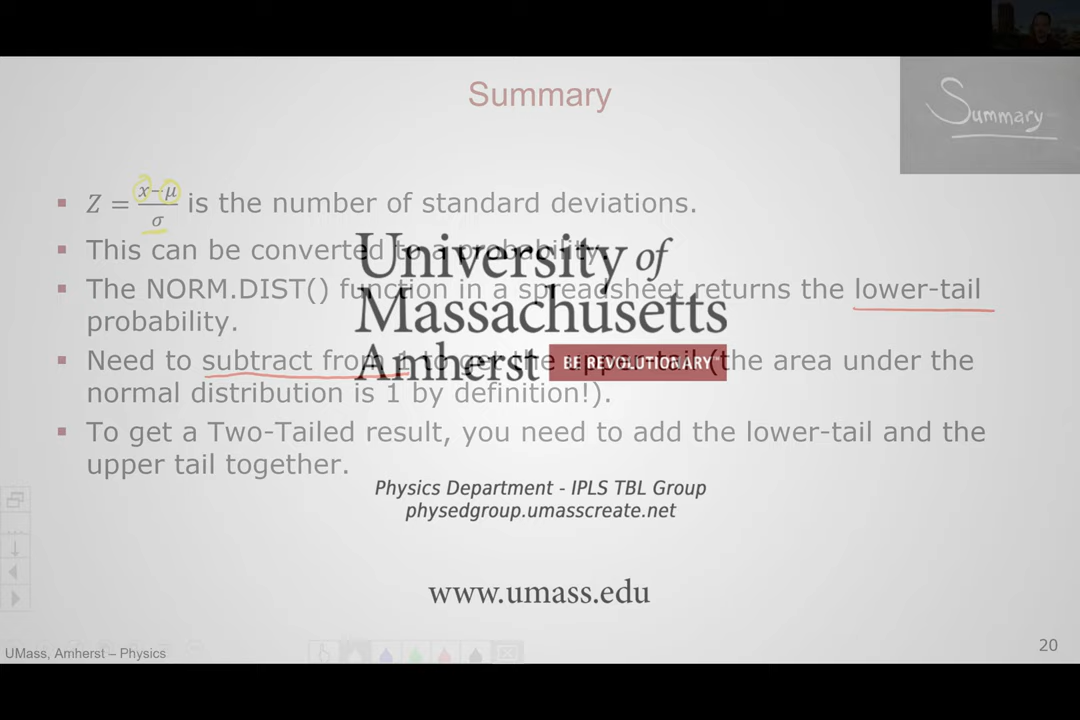 Summary
Summary
▪ Z = x−μ / σ is the number of standard deviations.
▪ This can be converted to a probability.
▪ The NORM.DIST() function in a spreadsheet returns the lower-tail
probability.
▪ Need to subtract from 1 to get the upper tail (the area under the
normal distribution is 1 by definition!).
▪ To get a Two-Tailed result, you need to add the lower-tail and the
upper tail together.
University of
Massachusetts
Amherst BE REVOLUTIONARY™
Physics Department - IPLS TBL Group
physedgroup.umasscreate.net
www.umass.edu
UMass, Amherst – Physics
20